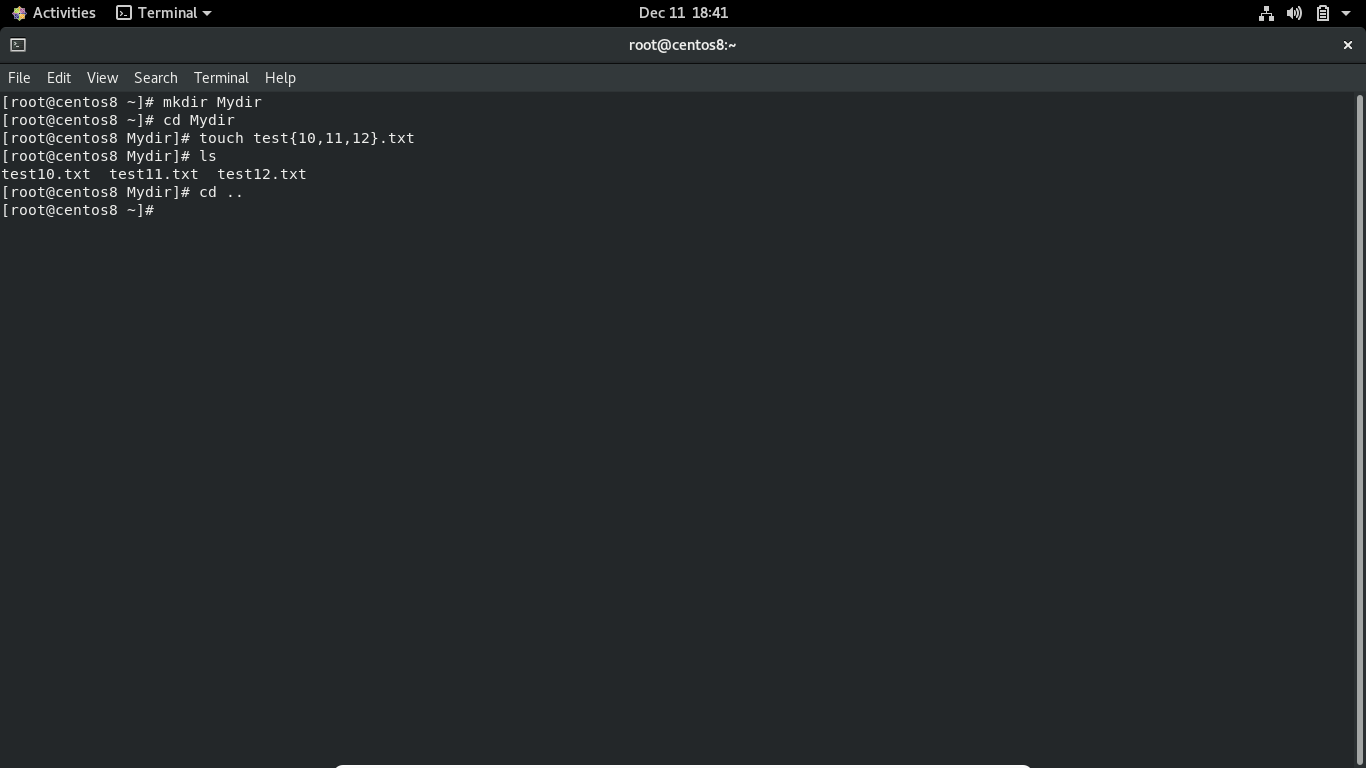 Activities Terminal Dec 11 18:41
root@centos8:~
File Edit View Search Terminal Help
[root@centos8 ~]# mkdir Mydir
[root@centos8 ~]# cd Mydir
[root@centos8 Mydir]# touch test{10,11,12}.txt
[root@centos8 Mydir]# ls
test10.txt  test11.txt  test12.txt
[root@centos8 Mydir]# cd ..
[root@centos8 ~]#